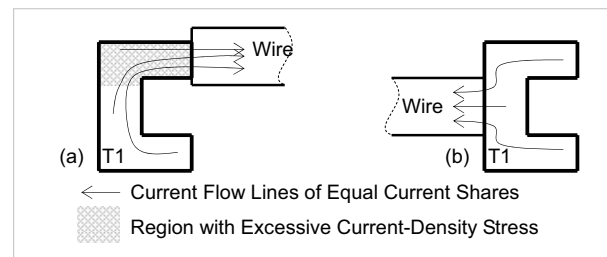 Wire
(a) T1
Wire
(b) T1
Current Flow Lines of Equal Current Shares
Region with Excessive Current-Density Stress